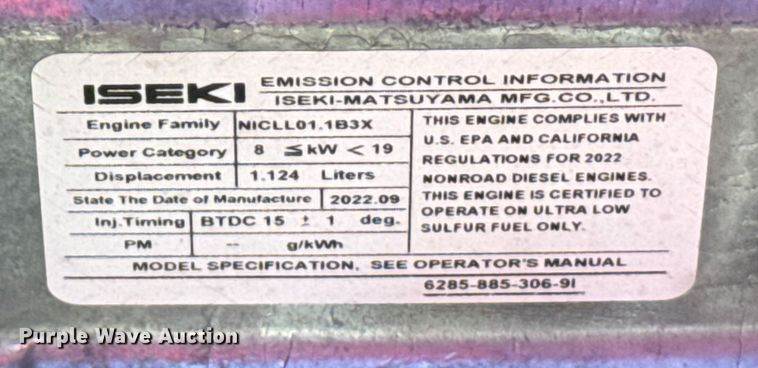 ISEKI
EMISSION CONTROL INFORMATION
ISEKI-MATSUYAMA MFG.CO.,LTD.
Engine Family NICLL01.1B3X
Power Category 8 ≦kW < 19
Displacement 1.124 Liters
State The Date of Manufacture 2022.09
Inj.Timing BTDC 15 ± 1 deg.
PM -- g/kWh
THIS ENGINE COMPLIES WITH
U.S. EPA AND CALIFORNIA
REGULATIONS FOR 2022
NONROAD DIESEL ENGINES.
THIS ENGINE IS CERTIFIED TO
OPERATE ON ULTRA LOW
SULFUR FUEL ONLY.
MODEL SPECIFICATION, SEE OPERATOR'S MANUAL
6285-885-306-9I
Purple Wave Auction